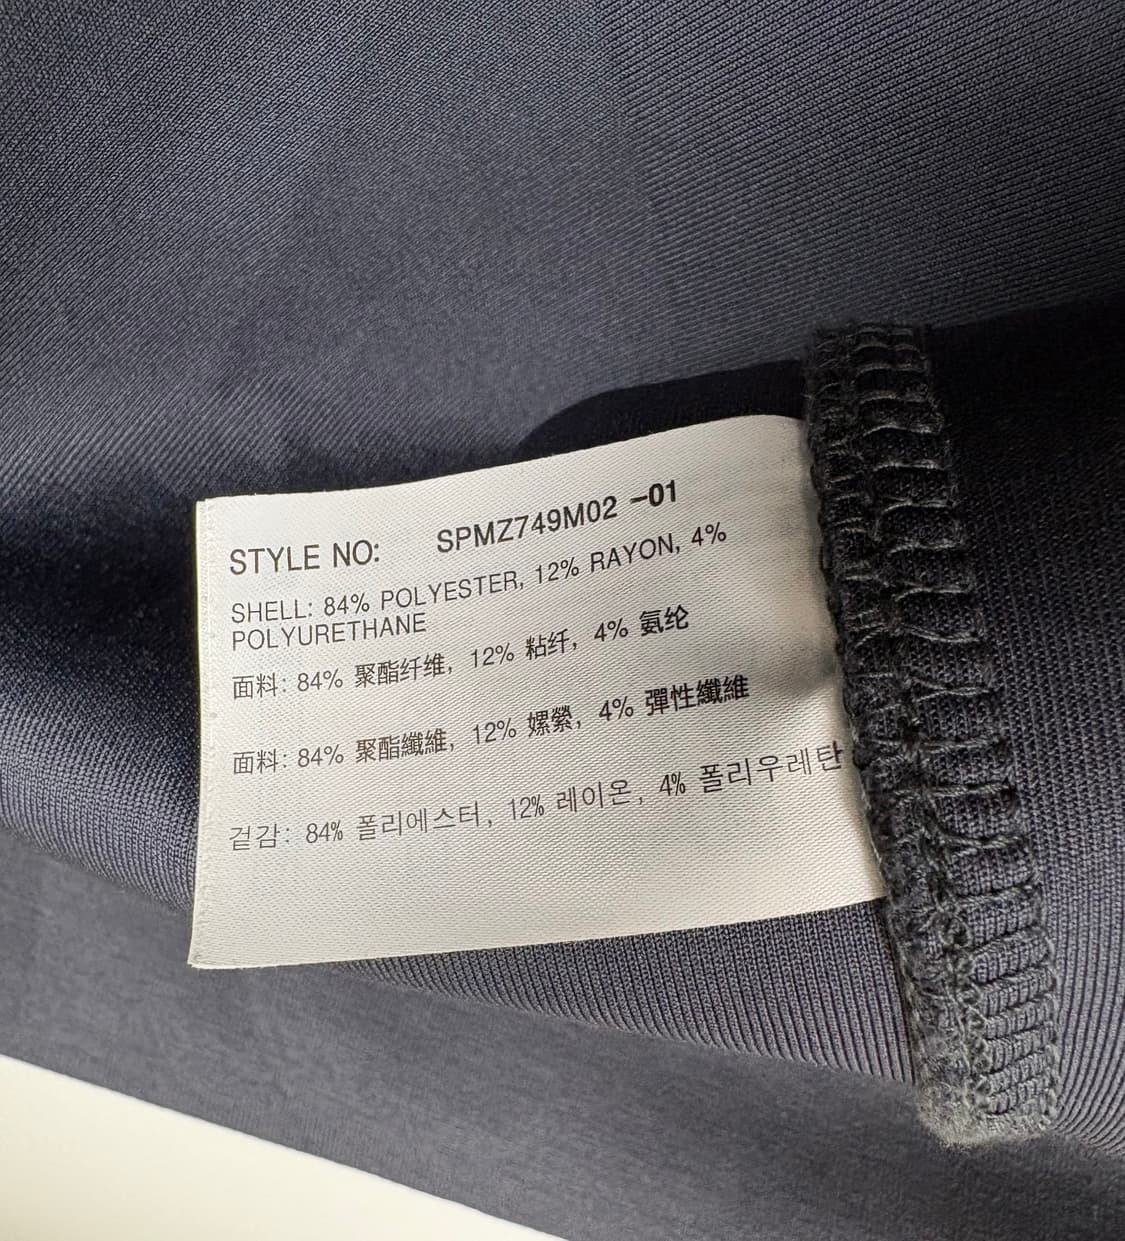 STYLE NO: SPMZ749M02 -01
SHELL: 84% POLYESTER, 12% RAYON, 4%
POLYURETHANE
面料: 84% 聚酯纤维, 12% 粘纤, 4% 氨纶
面料: 84% 聚酯纖維, 12% 嫘縈, 4% 彈性纖維
겉감: 84% 폴리에스터, 12% 레이온, 4% 폴리우레탄